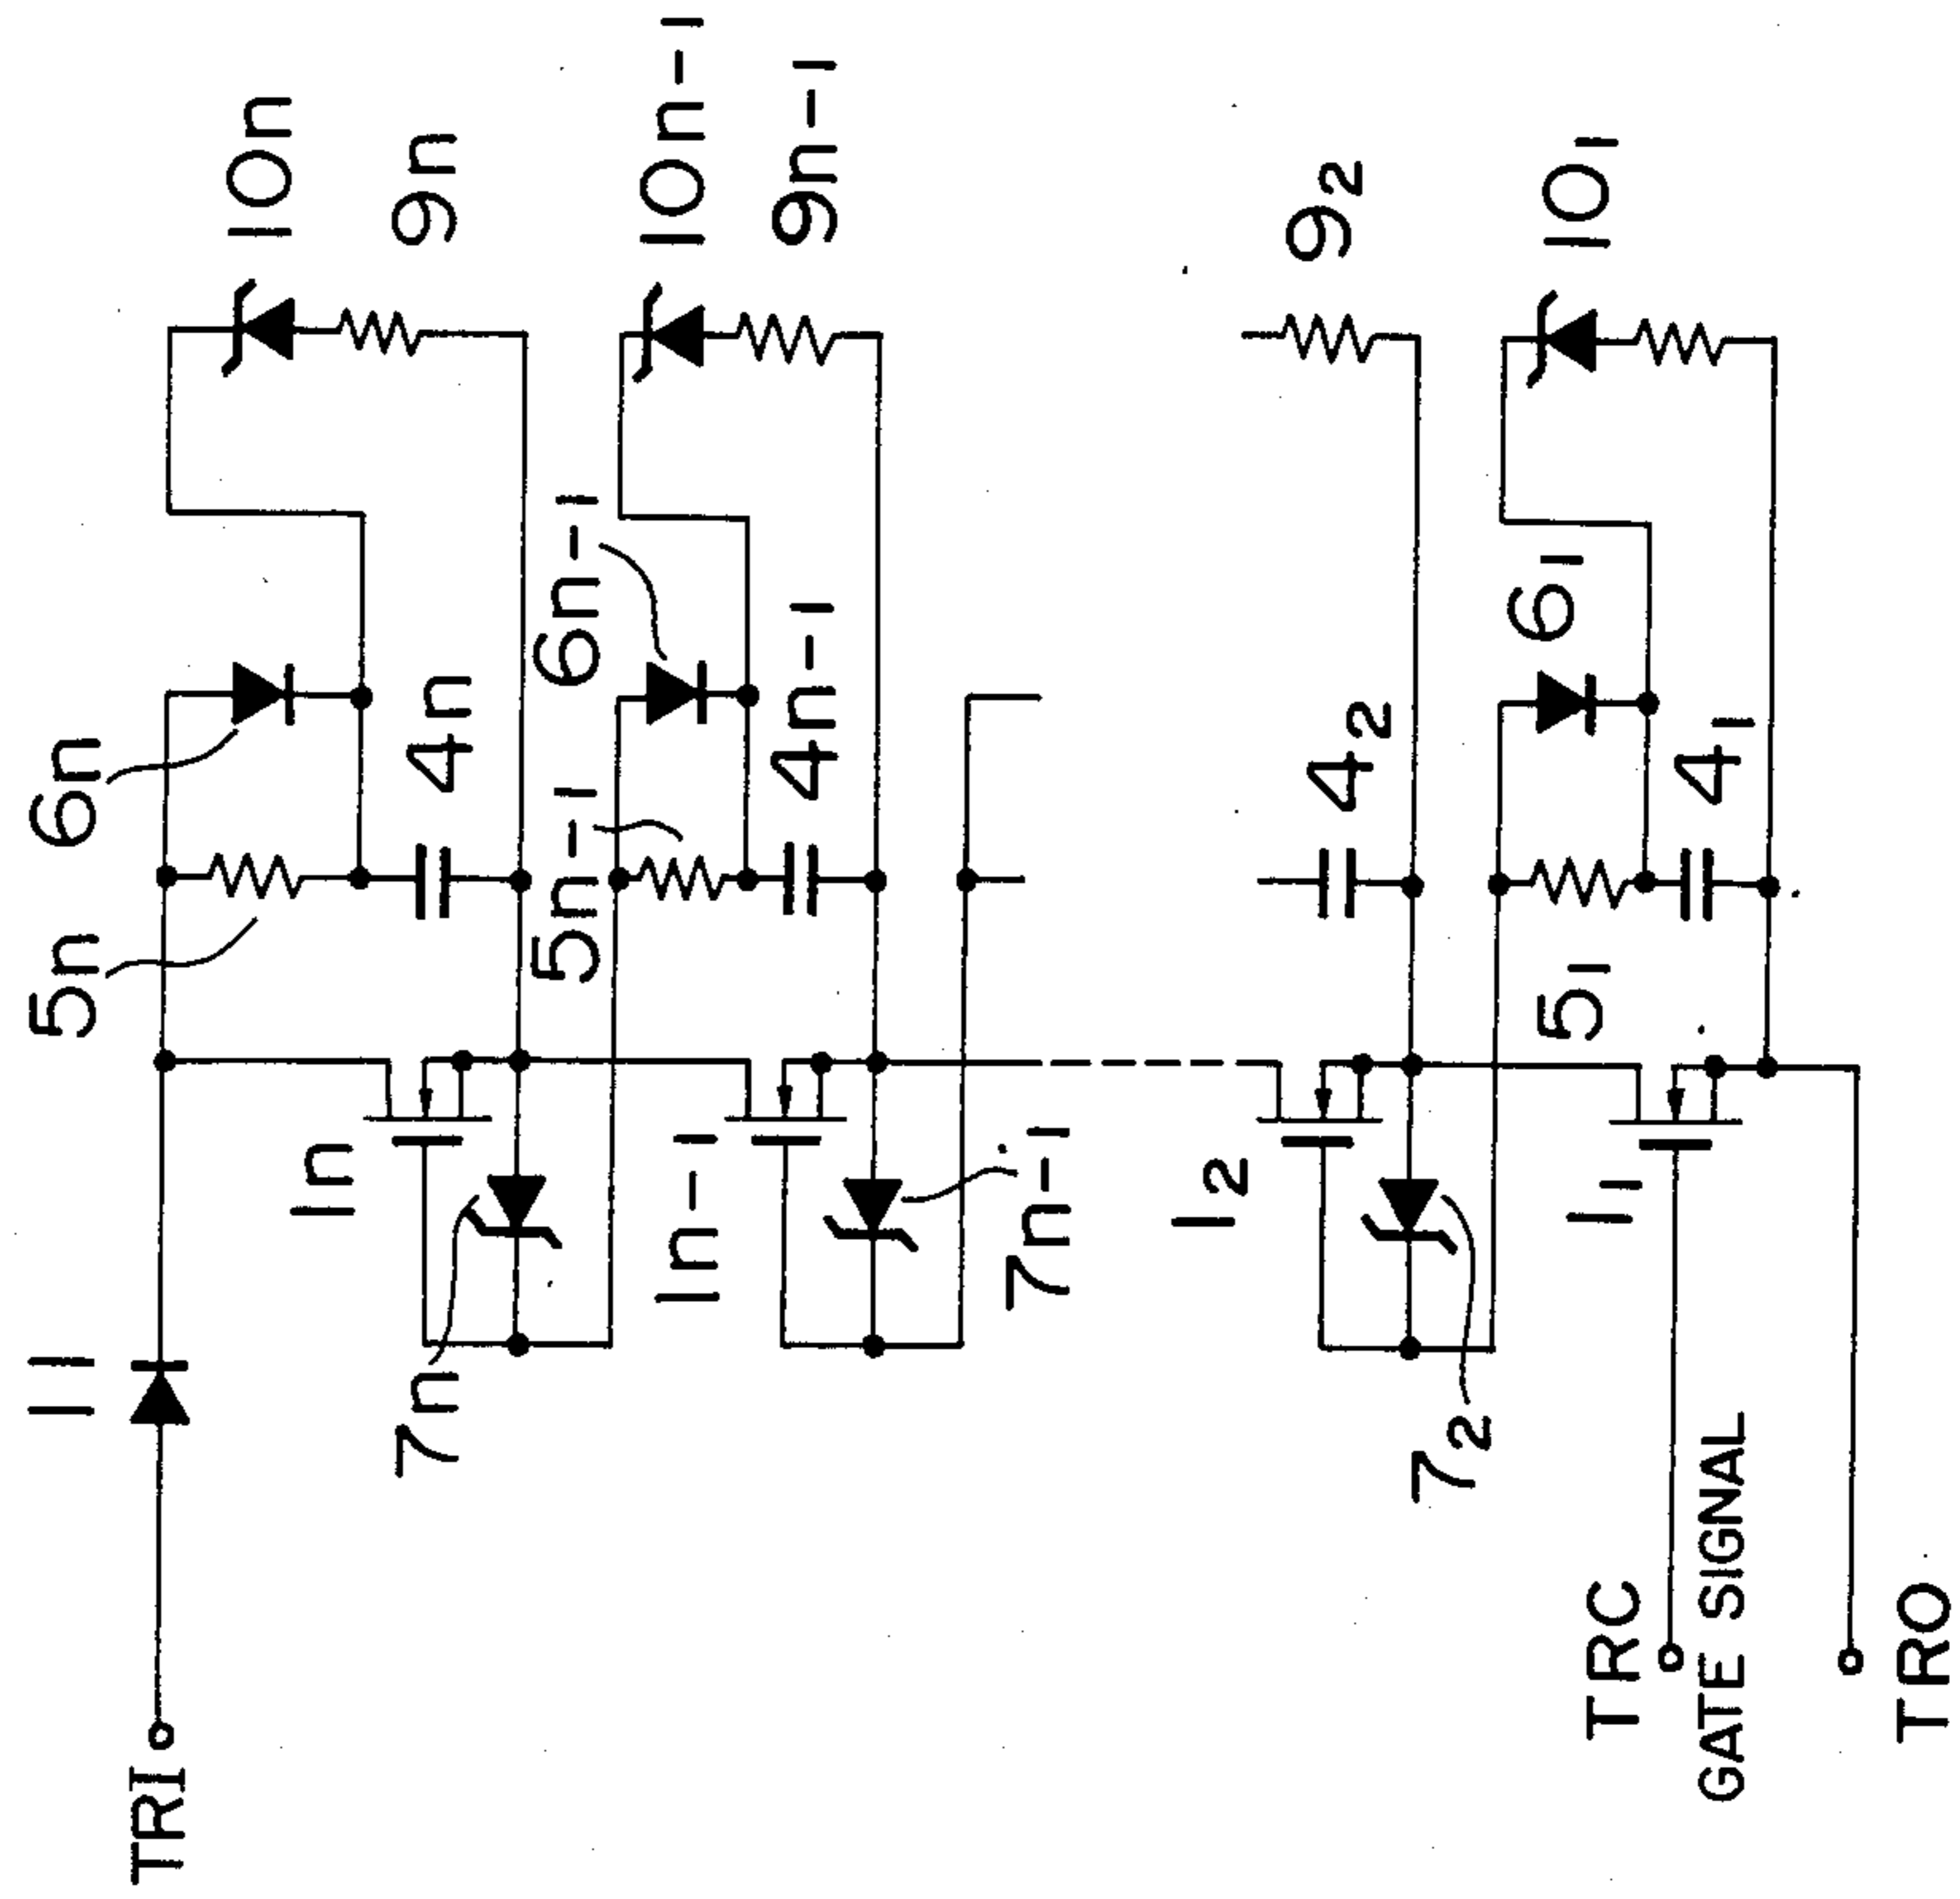 11
5n
6n
TRI
10n
1n
7n
4n
9n
5n-1
6n-1
10n-1
1n-1
4n-1
9n-1
7n-1
1₂
9₂
4₂
7₂
5₁
6₁
10₁
1₁
TRC
4₁
GATE SIGNAL
TRO